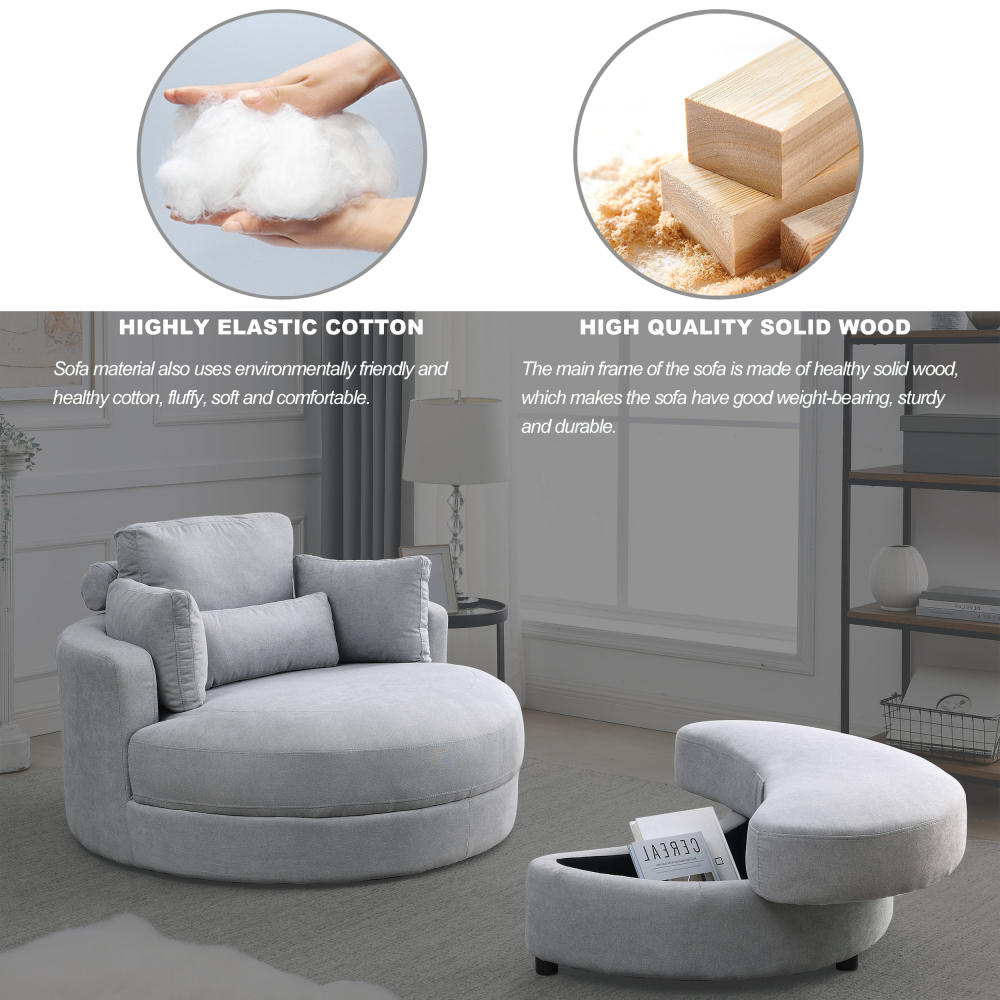 HIGHLY ELASTIC COTTON
Sofa material also uses environmentally friendly and
healthy cotton, fluffy, soft and comfortable.
HIGH QUALITY SOLID WOOD
The main frame of the sofa is made of healthy solid wood,
which makes the sofa have good weight-bearing, sturdy
and durable.
CEREAL